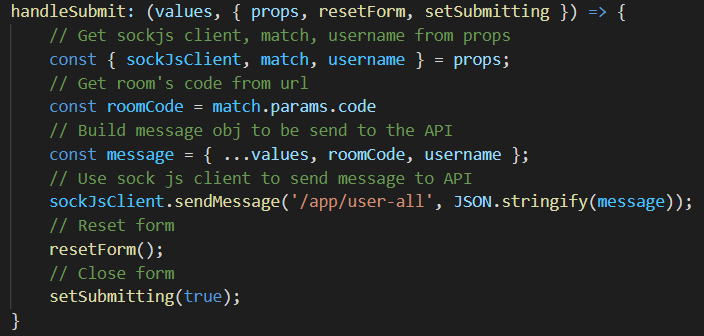 handleSubmit: (values, { props, resetForm, setSubmitting }) => {
// Get sockjs client, match, username from props
const { sockJsClient, match, username } = props;
// Get room's code from url
const roomCode = match.params.code
// Build message obj to be send to the API
const message = { ...values, roomCode, username };
// Use sock js client to send message to API
sockJsClient.sendMessage('/app/user-all', JSON.stringify(message));
// Reset form
resetForm();
// Close form
setSubmitting(true);
}